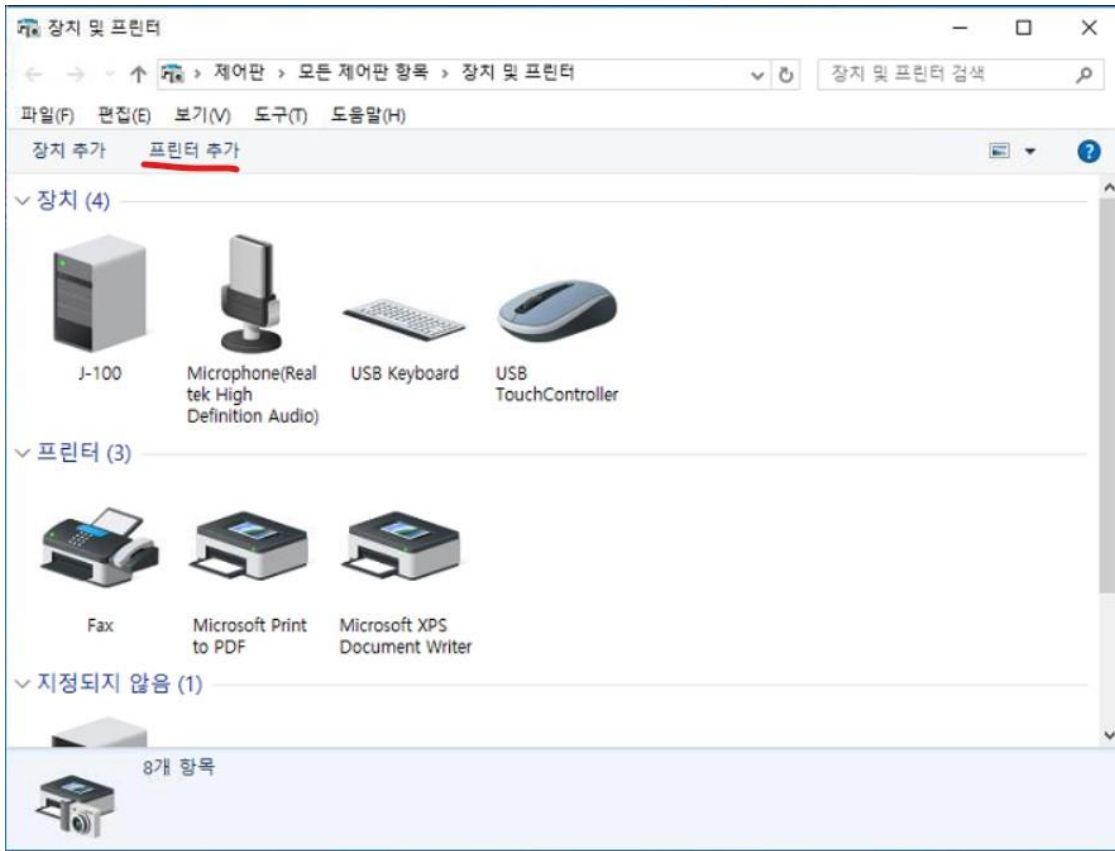 장치 및 프린터
제어판 › 모든 제어판 항목 › 장치 및 프린터
장치 및 프린터 검색
파일(F) 편집(E) 보기(V) 도구(T) 도움말(H)
장치 추가 프린터 추가
장치 (4)
J-100
Microphone(Real
tek High
Definition Audio)
USB Keyboard
USB
TouchController
프린터 (3)
Fax
Microsoft Print
to PDF
Microsoft XPS
Document Writer
지정되지 않음 (1)
8개 항목